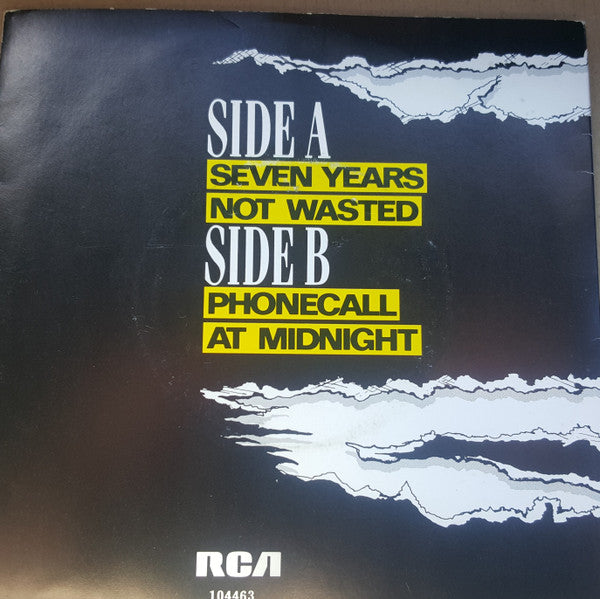 SIDE A
SEVEN YEARS
NOT WASTED
SIDE B
PHONECALL
AT MIDNIGHT
RCA
104463